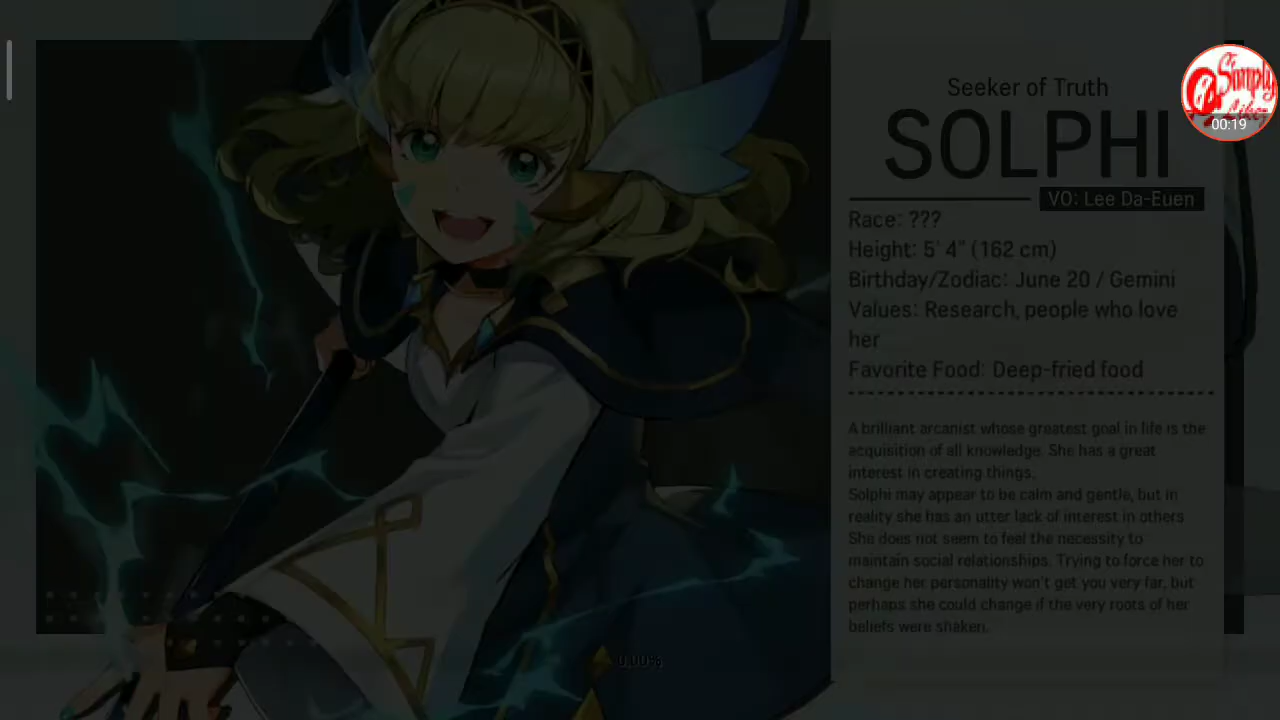 Seeker of Truth
SOLPHI
VO: Lee Da-Euen
Race: ???
Height: 5' 4" (162 cm)
Birthday/Zodiac: June 20 / Gemini
Values: Research, people who love
her
Favorite Food: Deep-fried food
A brilliant arcanist whose greatest goal in life is the
acquisition of all knowledge. She has a great
interest in creating things.
Solphi may appear to be calm and gentle, but in
reality she has an utter lack of interest in others
She does not seem to feel the necessity to
maintain social relationships. Trying to force her to
change her personality won't get you very far, but
perhaps she could change if the very roots of her
beliefs were shaken.
0.00%
Simply
00:19